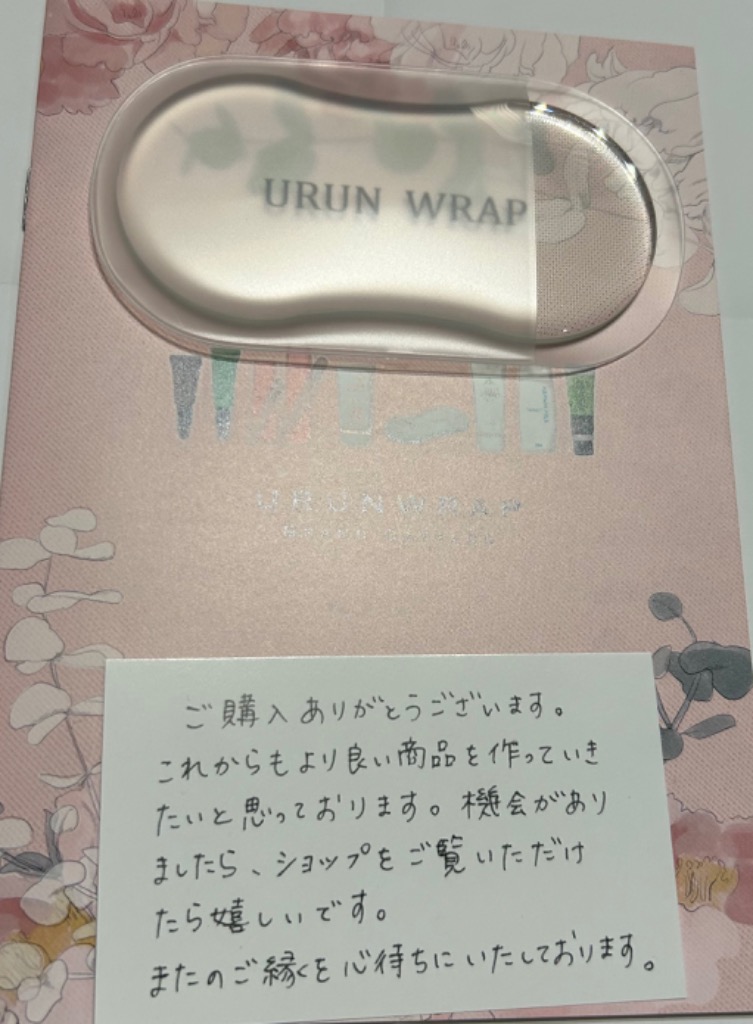 URUN WRAP
URUNWRAP
ご購入ありがとうございます。
これからもより良い商品を作っていき
たいと思っております。機会があり
ましたら、ショップをご覧いただけ
たら嬉しいです。
またのご縁を心待ちにいたしております。